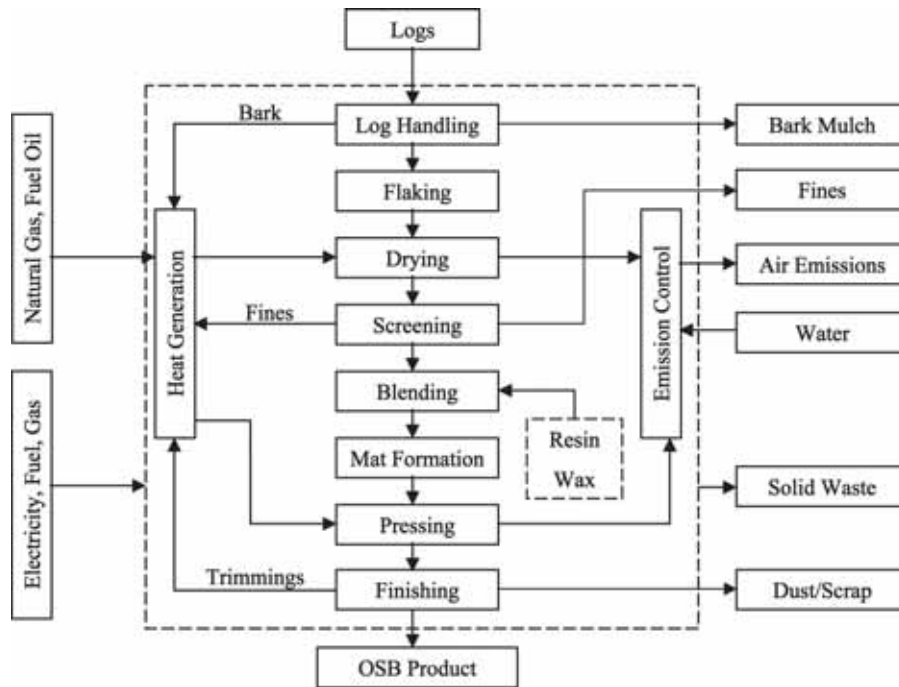 Logs
Bark
Log Handling
Bark Mulch
Natural Gas, Fuel Oil
Flaking
Fines
Heat Generation
Drying
Emission Control
Air Emissions
Fines
Screening
Water
Electricity, Fuel, Gas
Blending
Resin
Wax
Mat Formation
Solid Waste
Pressing
Trimmings
Finishing
Dust/Scrap
OSB Product